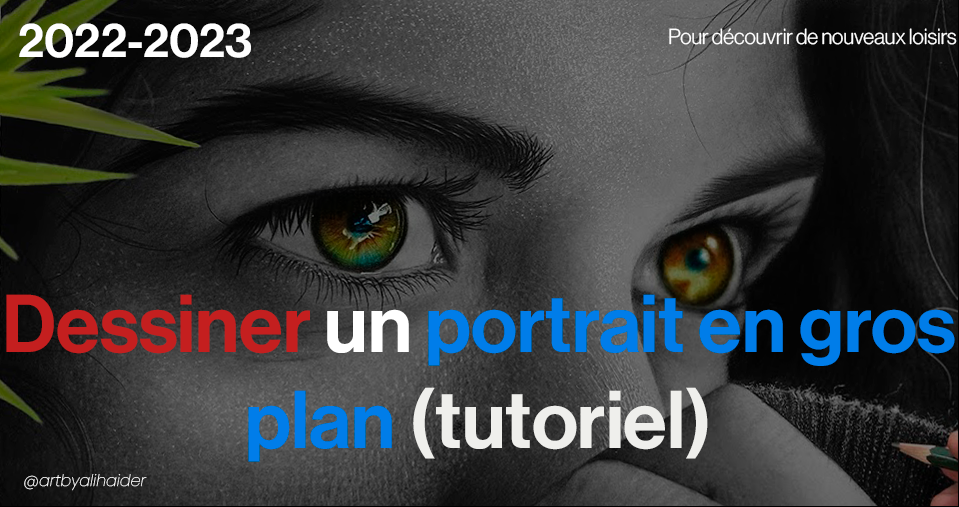 2022-2023
Pour découvrir de nouveaux loisirs
Dessiner un portrait en gros
plan (tutoriel)
@artbyalihaider